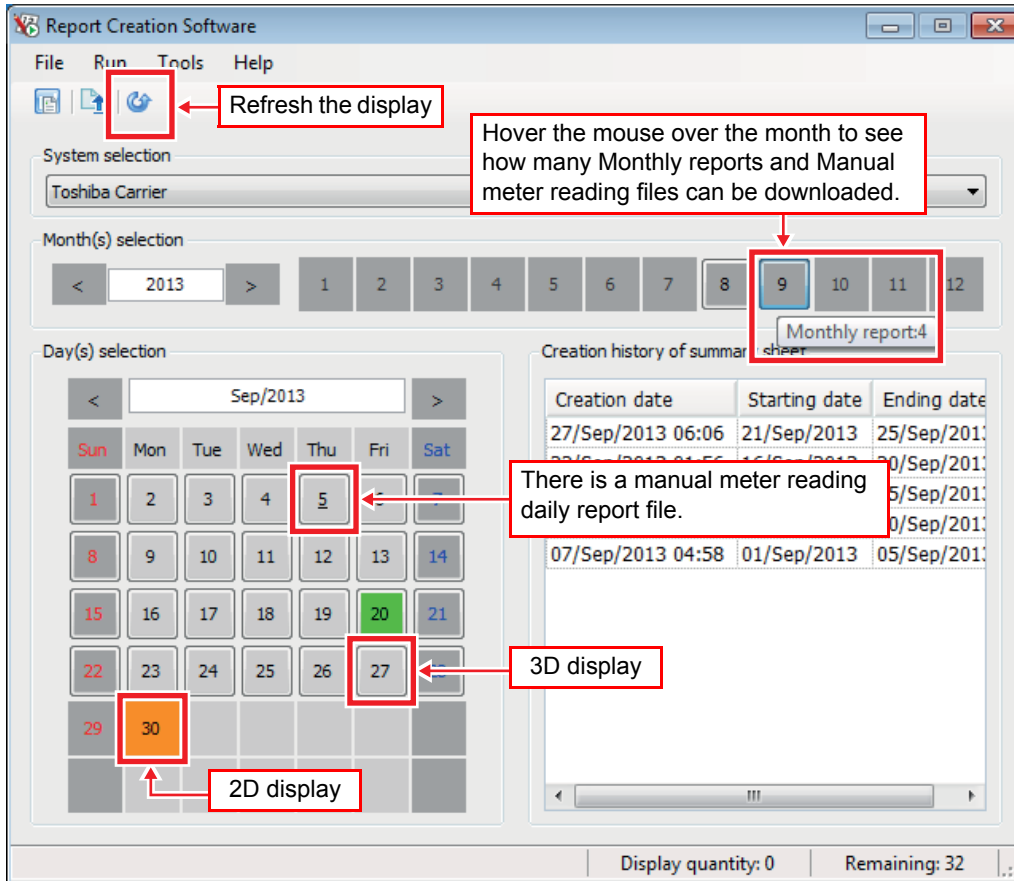 Report Creation Software
File Run Tools Help
Refresh the display
Hover the mouse over the month to see
how many Monthly reports and Manual
meter reading files can be downloaded.
System selection
Toshiba Carrier
Month(s) selection
< 2013 > 1 2 3 4 5 6 7 8 9 10 11 12
Monthly report:4
Day(s) selection
< Sep/2013 >
Sun Mon Tue Wed Thu Fri Sat
1 2 3 4 5
8 9 10 11 12 13 14
15 16 17 18 19 20 21
22 23 24 25 26 27
29 30
Creation history of summary sheet
Creation date Starting date Ending date
27/Sep/2013 06:06 21/Sep/2013 25/Sep/201
There is a manual meter reading
daily report file.
07/Sep/2013 04:58 01/Sep/2013 05/Sep/201
3D display
2D display
Display quantity: 0 Remaining: 32